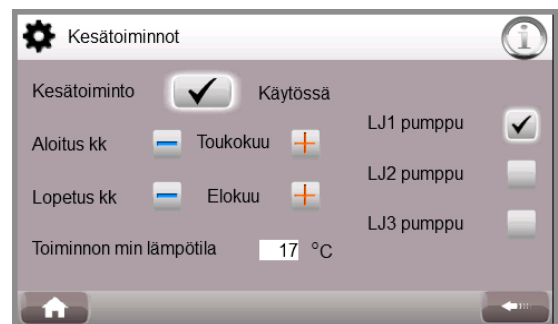 Kesätoiminnot
Kesätoiminto Käytössä
Aloitus kk Toukokuu
Lopetus kk Elokuu
Toiminnon min lämpötila 17 °C
LJ1 pumppu
LJ2 pumppu
LJ3 pumppu